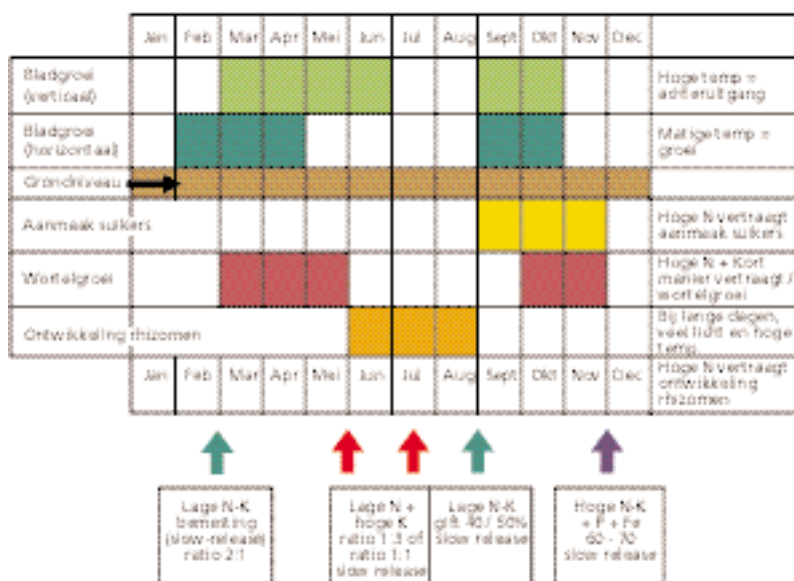 Jan Feb Mar Apr Mei Jun Jul Aug Sept Okt Nov Dec
Bladgroei
(verticaal)
Hoge temp =
achteruitgang
Bladgroei
(horizontaal)
Matige temp =
groei
Grondniveau
Aanmaak suikers
Hoge N vertraagt
aanmaak suikers
Wortelgroei
Hoge N + Kort
maaien vertraagt /
wortelgroei
Ontwikkeling rhizomen
Bij lange dagen,
veel licht en hoge
temp
Jan Feb Mar Apr Mei Jun Jul Aug Sept Okt Nov Dec
Hoge N vertraagt
ontwikkeling
rhizomen
Lage N-K
bemesting
(slow-release)
ratio 2:1
Lage N +
hoge K
ratio 1:3 of
ratio 1:1
slow release
Lage N-K
gift 40 / 50%
slow release
Hoge N-K
+ P + Fe
60 - 70
slow release